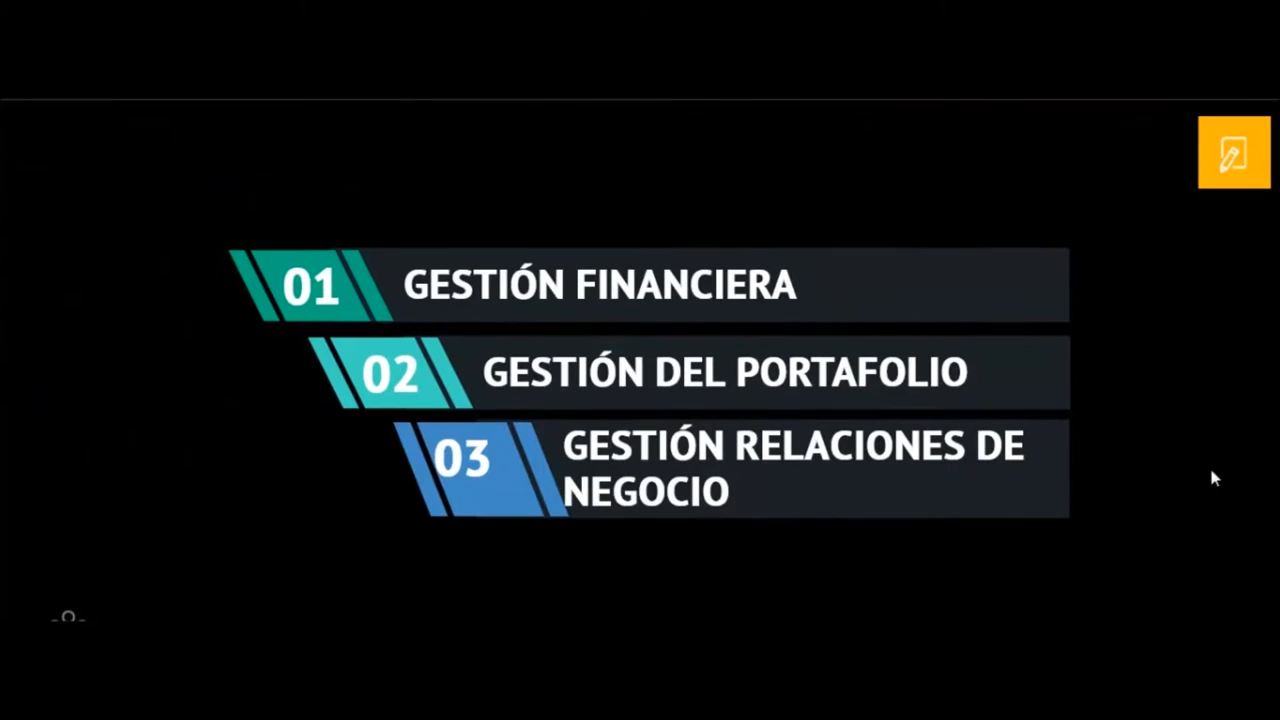 01 GESTIÓN FINANCIERA
02 GESTIÓN DEL PORTAFOLIO
03 GESTIÓN RELACIONES DE
NEGOCIO